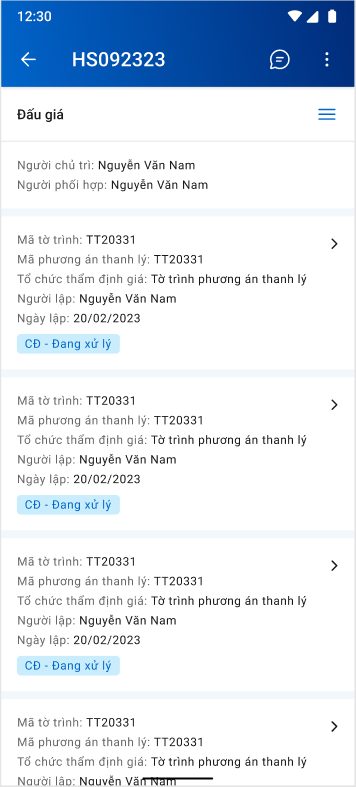 12:30
HS092323
Đấu giá
Người chủ trì: Nguyễn Văn Nam
Người phối hợp: Nguyễn Văn Nam
Mã tờ trình: TT20331
Mã phương án thanh lý: TT20331
Tổ chức thẩm định giá: Tờ trình phương án thanh lý
Người lập: Nguyễn Văn Nam
Ngày lập: 20/02/2023
CĐ - Đang xử lý
Mã tờ trình: TT20331
Mã phương án thanh lý: TT20331
Tổ chức thẩm định giá: Tờ trình phương án thanh lý
Người lập: Nguyễn Văn Nam
Ngày lập: 20/02/2023
CĐ - Đang xử lý
Mã tờ trình: TT20331
Mã phương án thanh lý: TT20331
Tổ chức thẩm định giá: Tờ trình phương án thanh lý
Người lập: Nguyễn Văn Nam
Ngày lập: 20/02/2023
CĐ - Đang xử lý
Mã tờ trình: TT20331
Mã phương án thanh lý: TT20331
Tổ chức thẩm định giá: Tờ trình phương án thanh lý
Người lập: Nguyễn Văn Nam